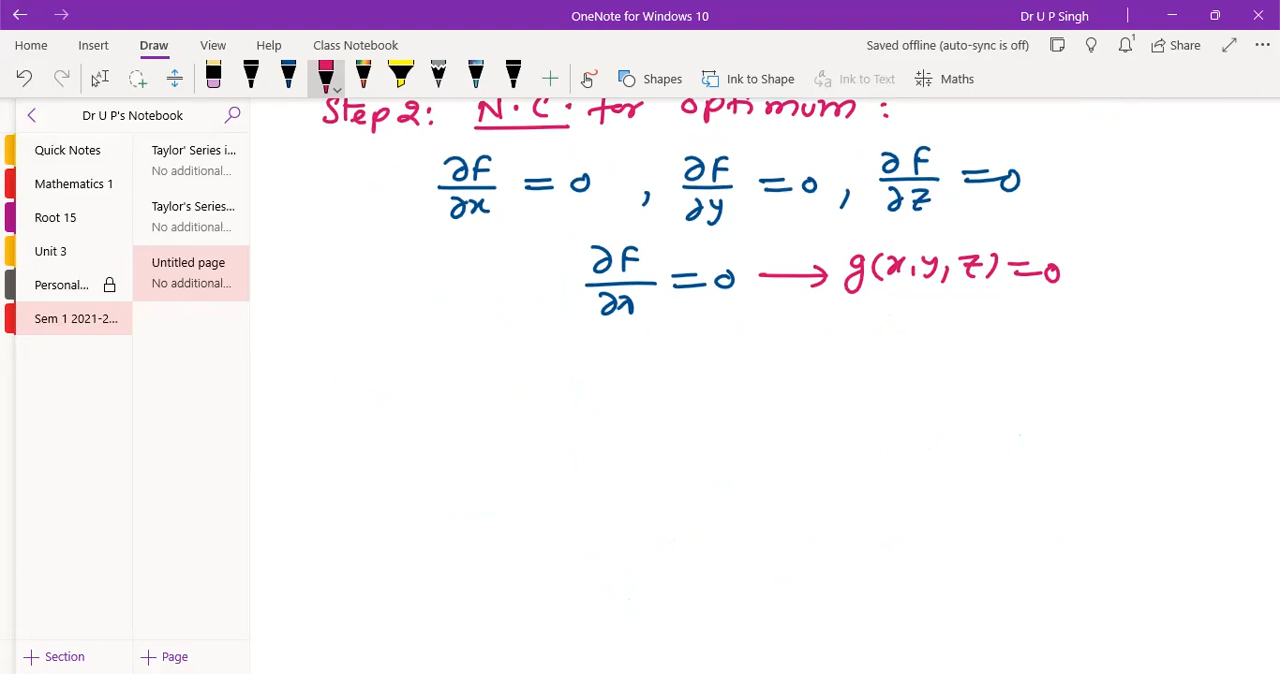 OneNote for Windows 10
Dr U P Singh
Home Insert Draw View Help Class Notebook
Saved offline (auto-sync is off)
Share
Shapes
Ink to Shape
Ink to Text
Maths
Dr U P's Notebook
Quick Notes
Mathematics 1
Root 15
Unit 3
Personal...
Sem 1 2021-2...
Taylor' Series i...
No additional...
Taylor's Series...
No additional...
Untitled page
No additional...
+ Section
+ Page
Step 2: N.C. for optimum :
∂F/∂x = 0 , ∂F/∂y = 0 , ∂F/∂z = 0
∂F/∂λ = 0 → g(x, y, z) = 0